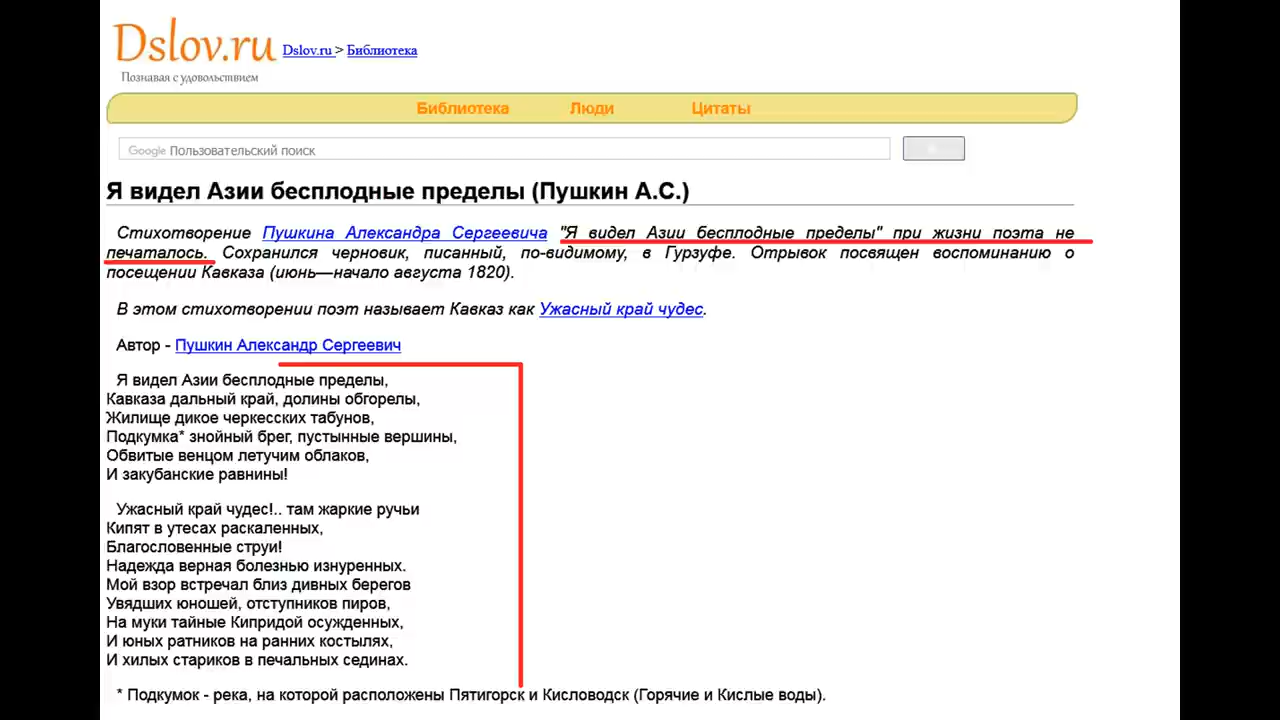 Dslov.ru
Познавая с удовольствием
Dslov.ru > Библиотека
Библиотека Люди Цитаты
Google Пользовательский поиск
Я видел Азии бесплодные пределы (Пушкин А.С.)
Стихотворение Пушкина Александра Сергеевича "Я видел Азии бесплодные пределы" при жизни поэта не
печаталось. Сохранился черновик, писанный, по-видимому, в Гурзуфе. Отрывок посвящен воспоминанию о
посещении Кавказа (июнь—начало августа 1820).
В этом стихотворении поэт называет Кавказ как Ужасный край чудес.
Автор - Пушкин Александр Сергеевич
Я видел Азии бесплодные пределы,
Кавказа дальный край, долины обгорелы,
Жилище дикое черкесских табунов,
Подкумка* знойный брег, пустынные вершины,
Обвитые венцом летучим облаков,
И закубанские равнины!
Ужасный край чудес!.. там жаркие ручьи
Кипят в утесах раскаленных,
Благословенные струи!
Надежда верная болезнью изнуренных.
Мой взор встречал близ дивных берегов
Увядших юношей, отступников пиров,
На муки тайные Кипридой осужденных,
И юных ратников на ранних костылях,
И хилых стариков в печальных сединах.
* Подкумок - река, на которой расположены Пятигорск и Кисловодск (Горячие и Кислые воды).